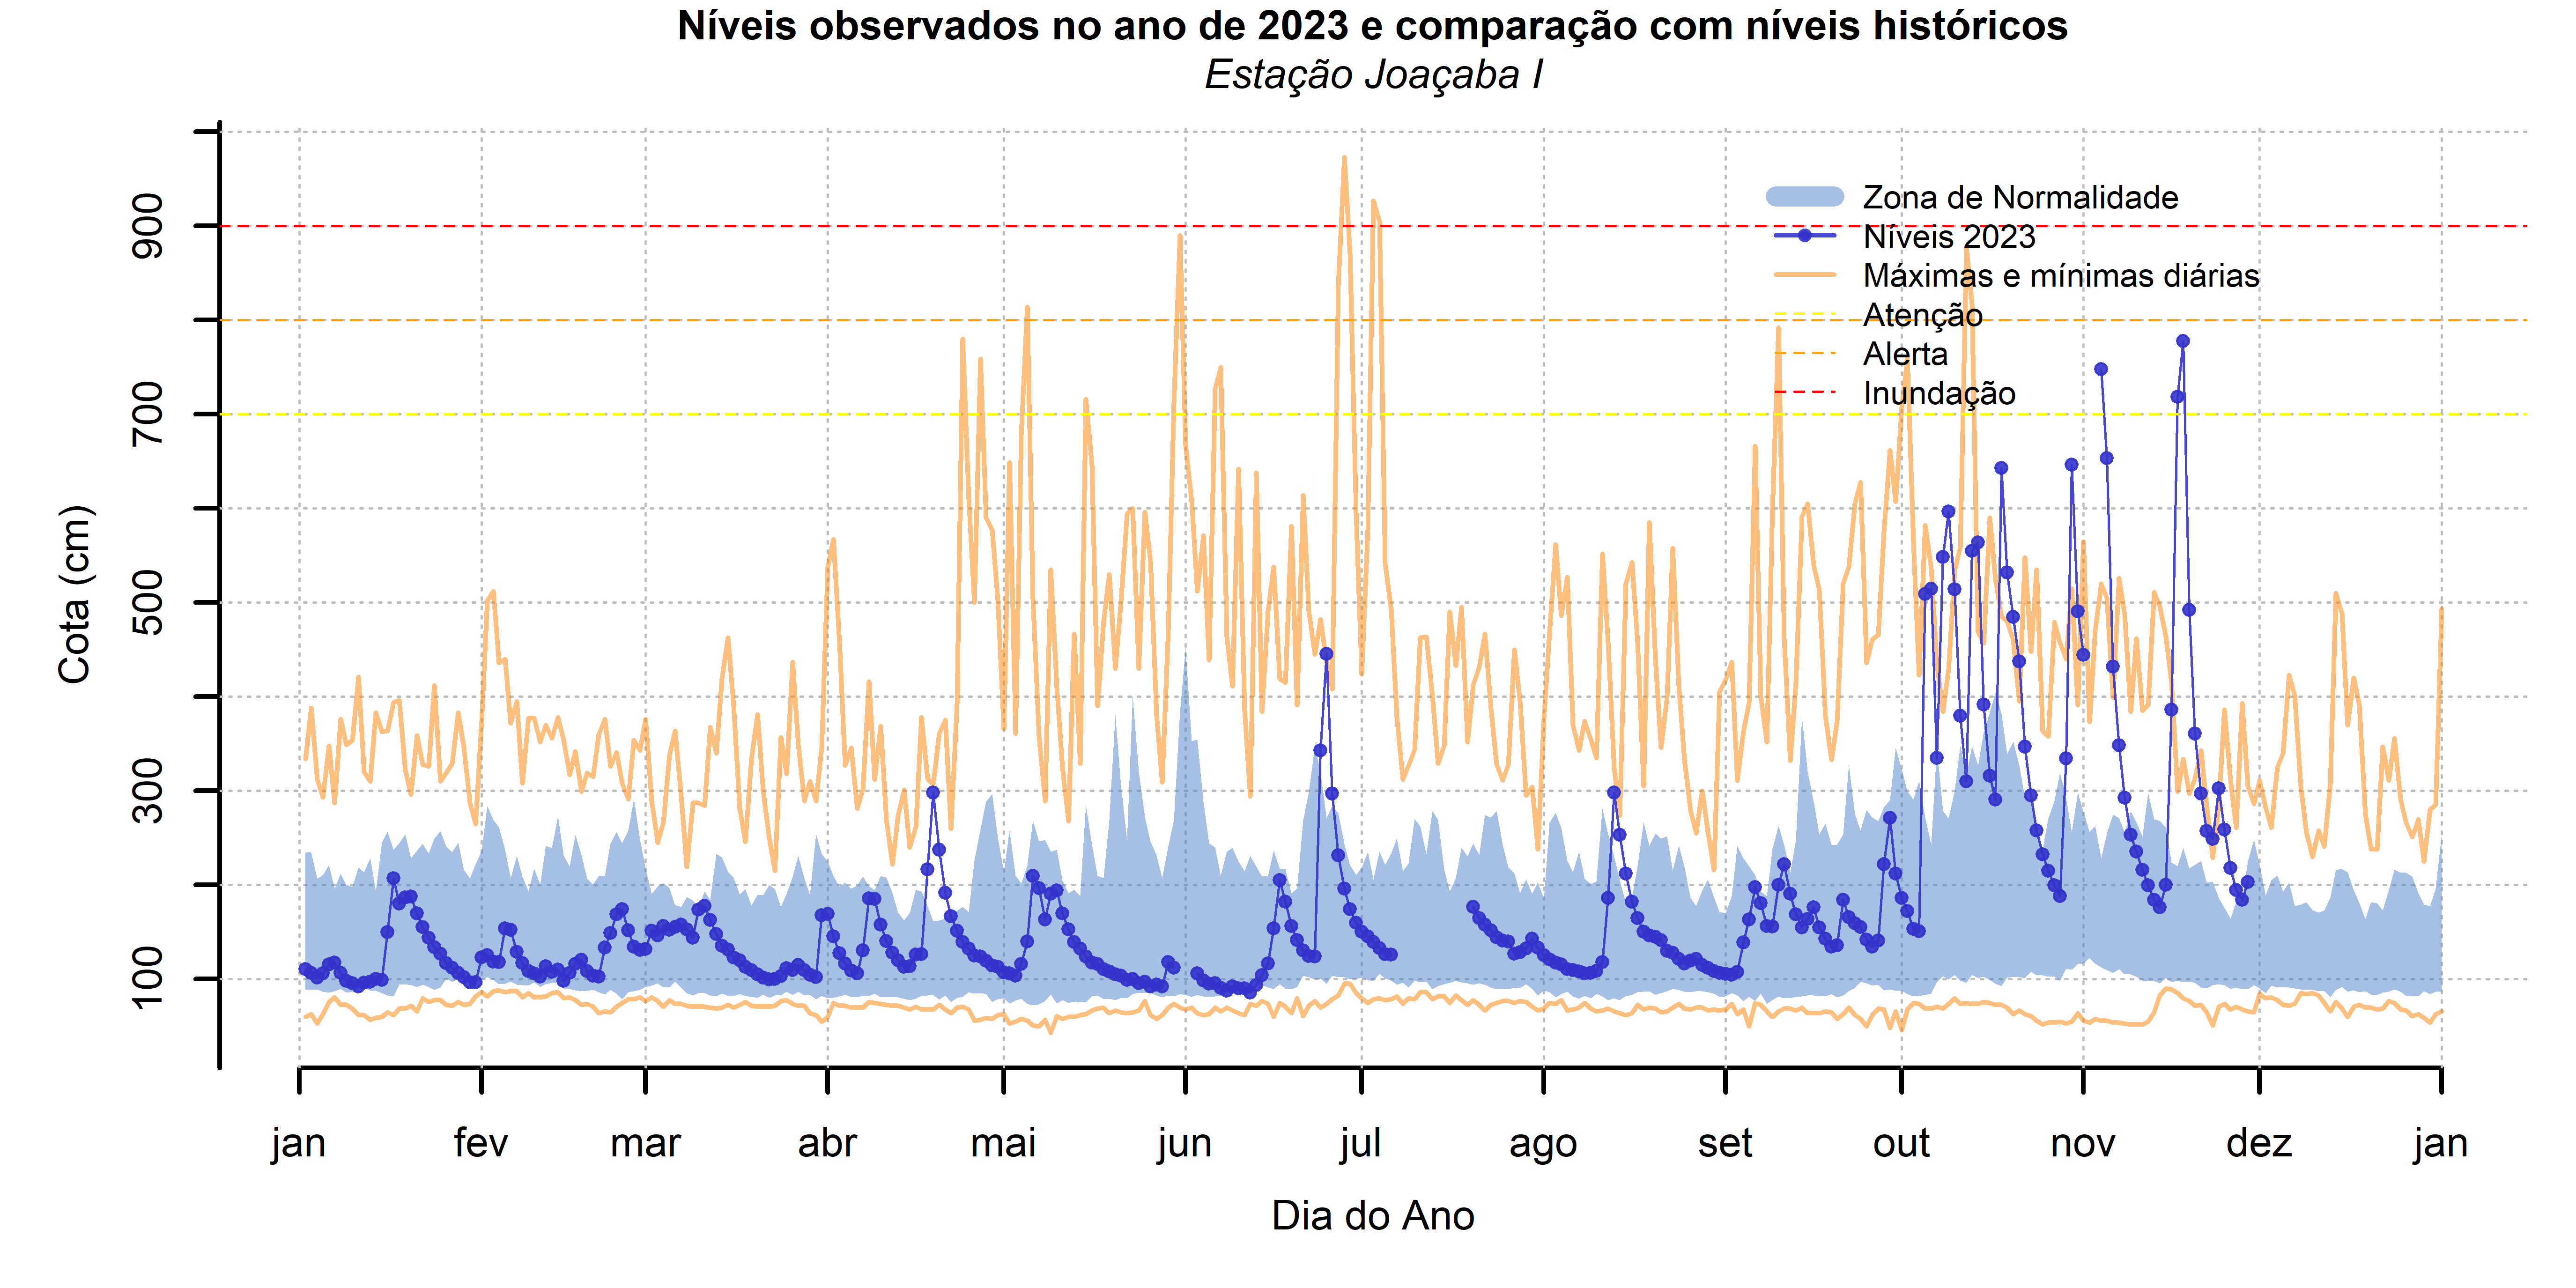 Níveis observados no ano de 2023 e comparação com níveis históricos
Estação Joaçaba I
Zona de Normalidade
Níveis 2023
Máximas e mínimas diárias
Atenção
Alerta
Inundação
Cota (cm)
900
700
500
300
100
jan fev mar abr mai jun jul ago set out nov dez jan
Dia do Ano